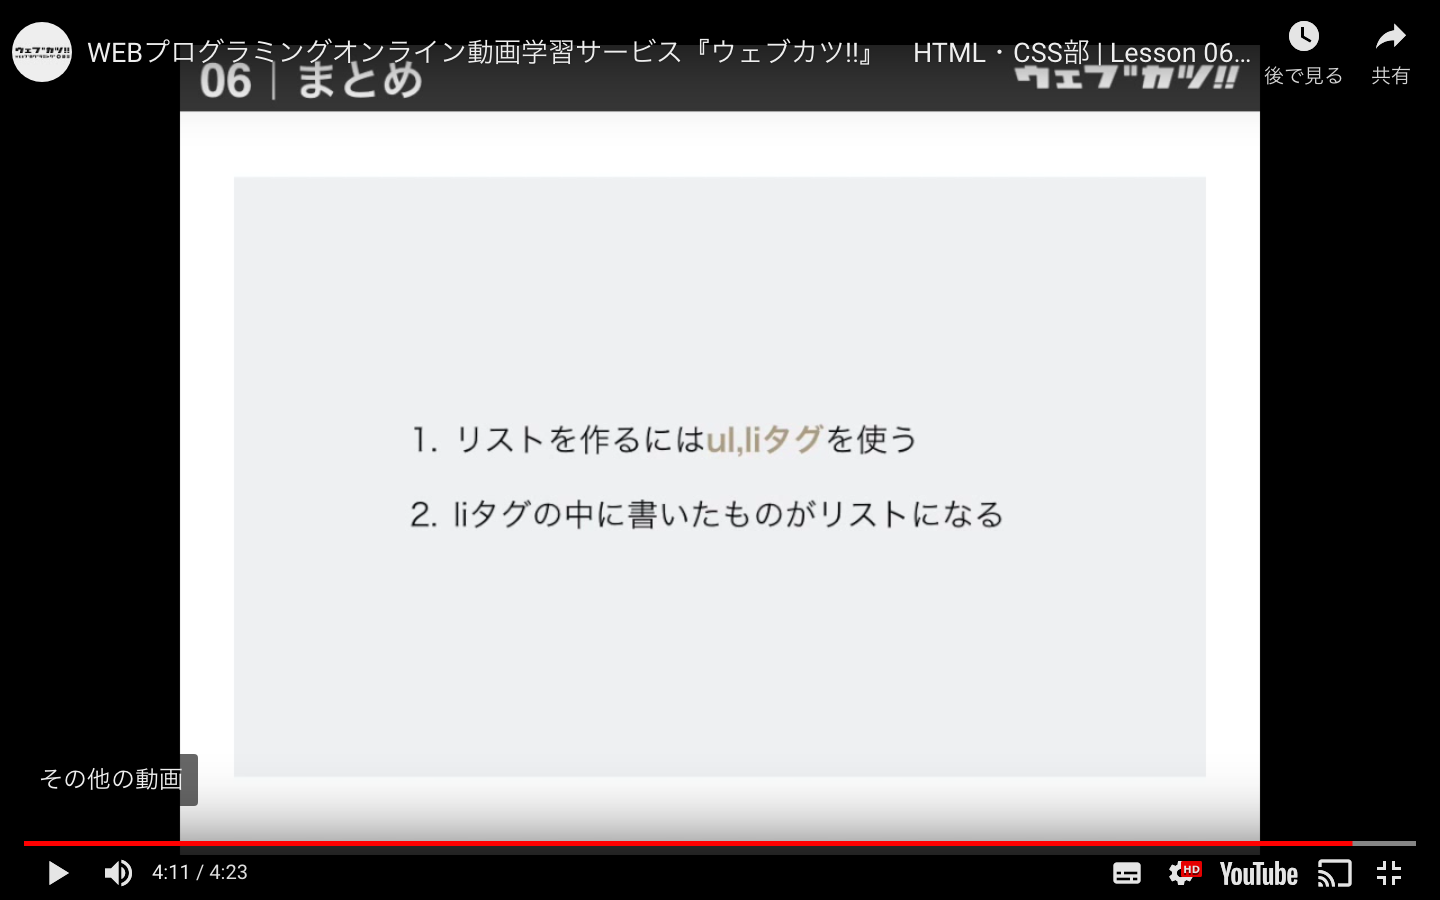 WEBプログラミングオンライン動画学習サービス『ウェブカツ!!』　HTML・CSS部 | Lesson 06...
後で見る
共有
06 | まとめ
ウェブカツ!!
1. リストを作るにはul,liタグを使う
2. liタグの中に書いたものがリストになる
その他の動画
4:11 / 4:23
HD
YouTube